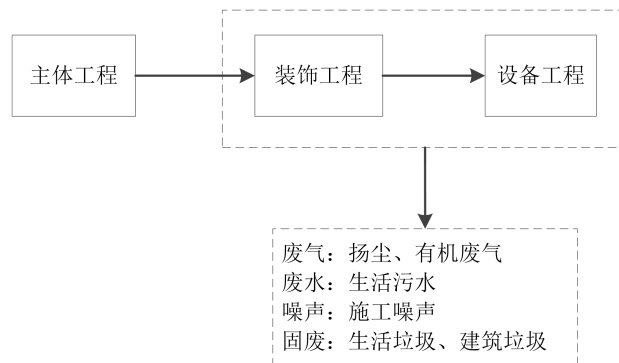 主体工程
装饰工程
设备工程
废气：扬尘、有机废气
废水：生活污水
噪声：施工噪声
固废：生活垃圾、建筑垃圾